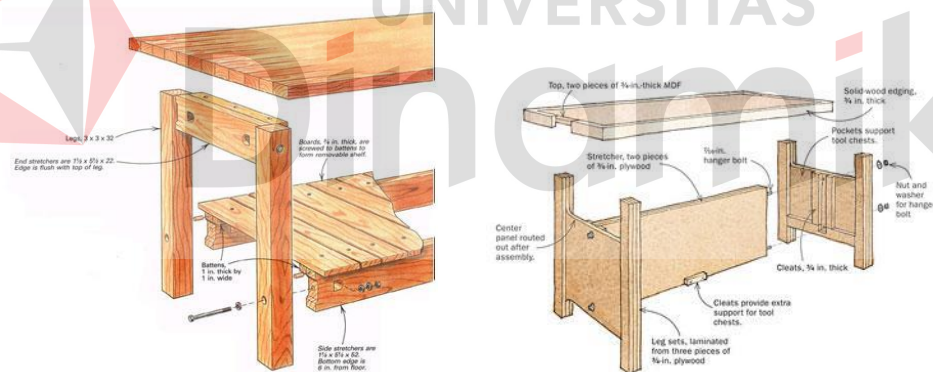 UNIVERSITAS
Dinamik
Legs, 3 x 3 x 32
End stretchers are 1½ x 5½ x 22.
Edge is flush with top of leg.
Boards, ¾ in. thick, are
screwed to battens to
form removable shelf.
Battens,
1 in. thick by
1 in. wide
Side stretchers are
1½ x 5½ x 52.
Bottom edge is
6 in. from floor.
Top, two pieces of ¾-in.-thick MDF
Solid-wood edging,
¾ in. thick
Pockets support
tool chests.
Stretcher, two pieces
of ¾-in. plywood
hanger bolt
Nut and
washer
for hange
bolt
Center
panel routed
out after
assembly.
Cleats, ¾ in. thick
Cleats provide extra
support for tool
chests.
Leg sets, laminated
from three pieces of
¾-in. plywood